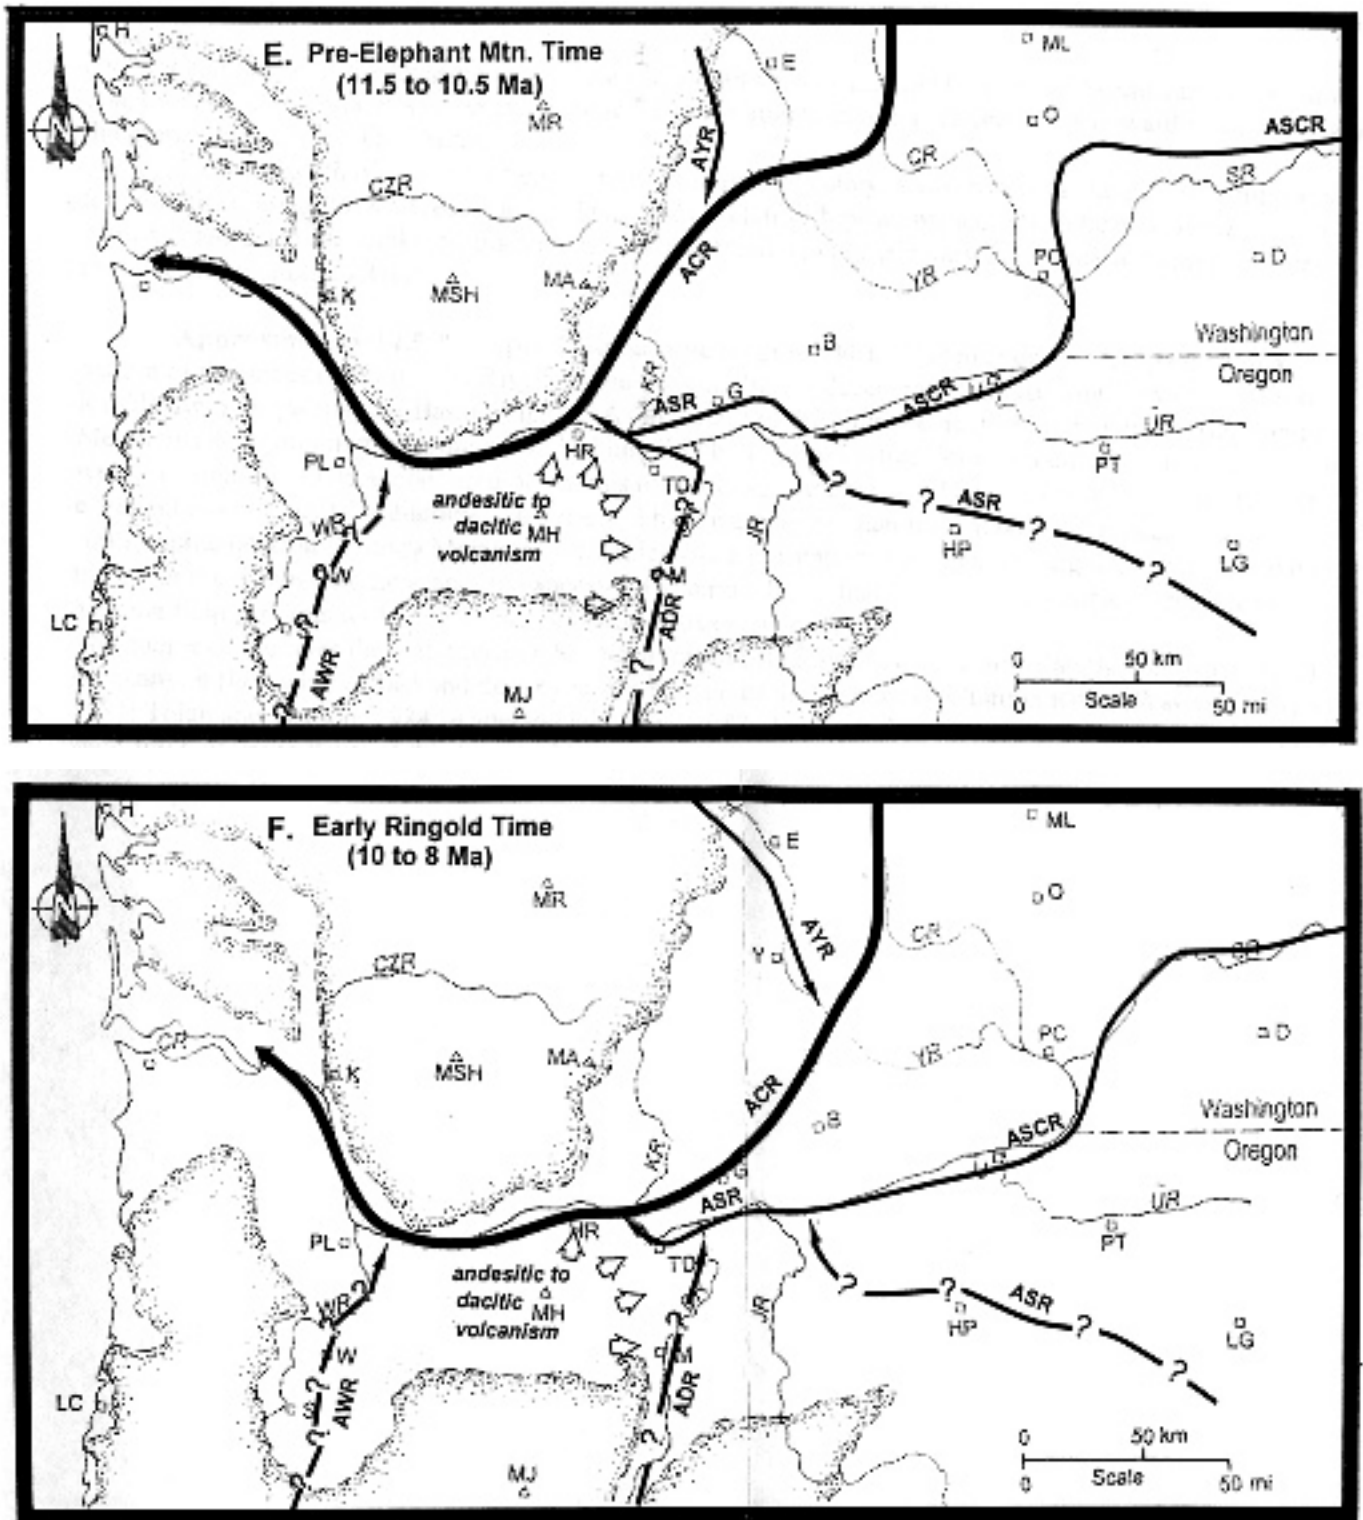 H
E. Pre-Elephant Mtn. Time
(11.5 to 10.5 Ma)
MR
E
ML
O
ASCR
AYR
CR
SR
CZR
N
ACR
PC
D
K
MSH
MA
YR
B
Washington
Oregon
KR
ASR
G
ASCR
U
UR
PT
PL
HR
TD
andesitic to
dacitic
MH
volcanism
WR
?
?
ASR
?
JR
HP
?
LG
W
M
LC
ADR
?
AWR
?
?
MJ
0
50 km
Scale
0
50 mi
H
F. Early Ringold Time
(10 to 8 Ma)
MR
E
ML
O
N
AYR
CR
Y
CZR
CR
PC
D
K
MSH
MA
YR
ACR
B
ASCR
Washington
Oregon
KR
G
ASR
U
UR
PT
PL
HR
TD
andesitic to
dacitic
MH
volcanism
WR
?
?
?
ASR
?
JR
HP
LG
?
W
M
?
LC
AWR
ADR
?
?
?
?
MJ
0
50 km
Scale
0
50 mi